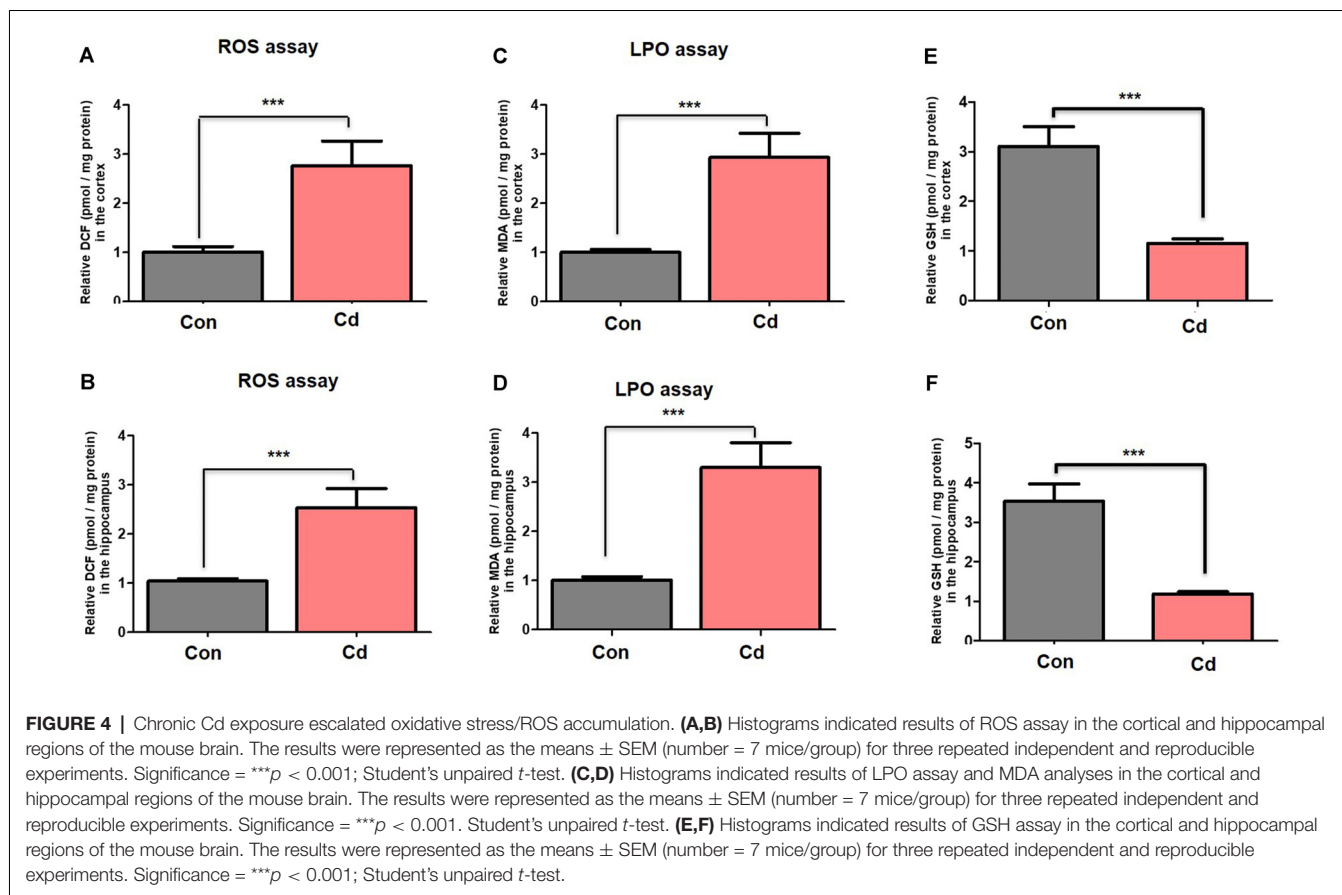 A
ROS assay
Relative DCF (pmol / mg protein)
in the cortex
4
3
2
1
0
***
Con
Cd
C
LPO assay
Relative MDA (pmol / mg protein)
in the cortex
4
3
2
1
0
***
Con
Cd
E
Relative GSH (pmol / mg protein)
in the cortex
4
3
2
1
0
***
Con
Cd
B
ROS assay
Relative DCF (pmol / mg protein)
in the hippocampus
4
3
2
1
0
***
Con
Cd
D
LPO assay
Relative MDA (pmol / mg protein)
in the hippocampus
4
3
2
1
0
***
Con
Cd
F
Relative GSH (pmol / mg protein)
in the hippocampus
5
4
3
2
1
0
***
Con
Cd
FIGURE 4 | Chronic Cd exposure escalated oxidative stress/ROS accumulation. (A,B) Histograms indicated results of ROS assay in the cortical and hippocampal
regions of the mouse brain. The results were represented as the means ± SEM (number = 7 mice/group) for three repeated independent and reproducible
experiments. Significance = ***p < 0.001; Student's unpaired t-test. (C,D) Histograms indicated results of LPO assay and MDA analyses in the cortical and
hippocampal regions of the mouse brain. The results were represented as the means ± SEM (number = 7 mice/group) for three repeated independent and
reproducible experiments. Significance = ***p < 0.001. Student's unpaired t-test. (E,F) Histograms indicated results of GSH assay in the cortical and hippocampal
regions of the mouse brain. The results were represented as the means ± SEM (number = 7 mice/group) for three repeated independent and reproducible
experiments. Significance = ***p < 0.001; Student's unpaired t-test.